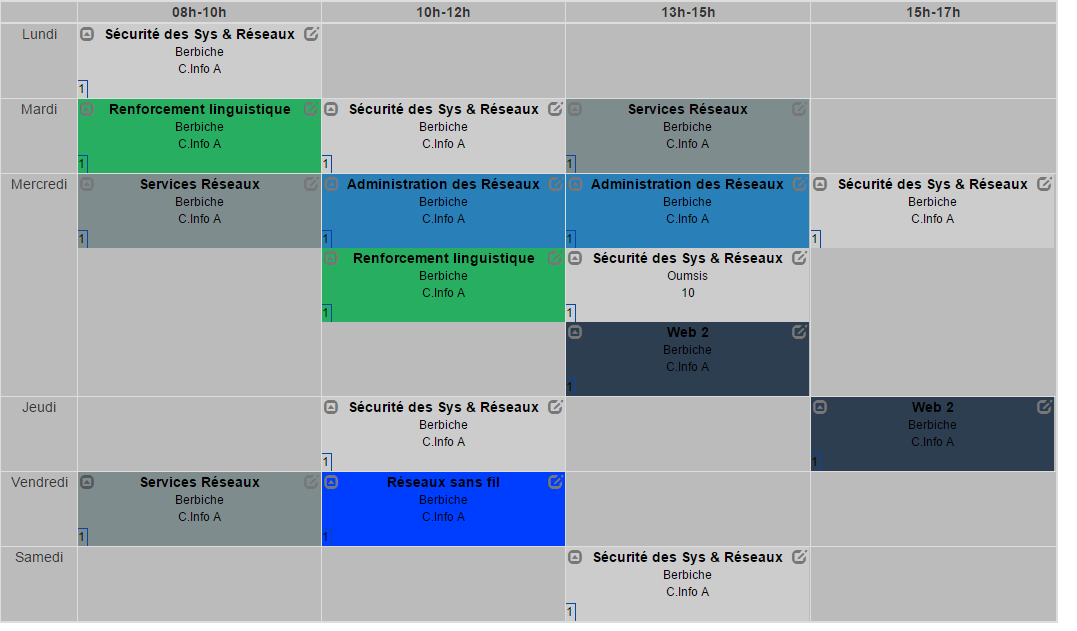 08h-10h 10h-12h 13h-15h 15h-17h
Lundi
Sécurité des Sys & Réseaux
Berbiche
C.Info A
1
Mardi
Renforcement linguistique
Berbiche
C.Info A
1
Sécurité des Sys & Réseaux
Berbiche
C.Info A
1
Services Réseaux
Berbiche
C.Info A
1
Mercredi
Services Réseaux
Berbiche
C.Info A
1
Administration des Réseaux
Berbiche
C.Info A
1
Administration des Réseaux
Berbiche
C.Info A
1
Sécurité des Sys & Réseaux
Berbiche
C.Info A
1
Renforcement linguistique
Berbiche
C.Info A
1
Sécurité des Sys & Réseaux
Oumsis
10
1
Web 2
Berbiche
C.Info A
1
Jeudi
Sécurité des Sys & Réseaux
Berbiche
C.Info A
1
Web 2
Berbiche
C.Info A
1
Vendredi
Services Réseaux
Berbiche
C.Info A
1
Réseaux sans fil
Berbiche
C.Info A
1
Samedi
Sécurité des Sys & Réseaux
Berbiche
C.Info A
1